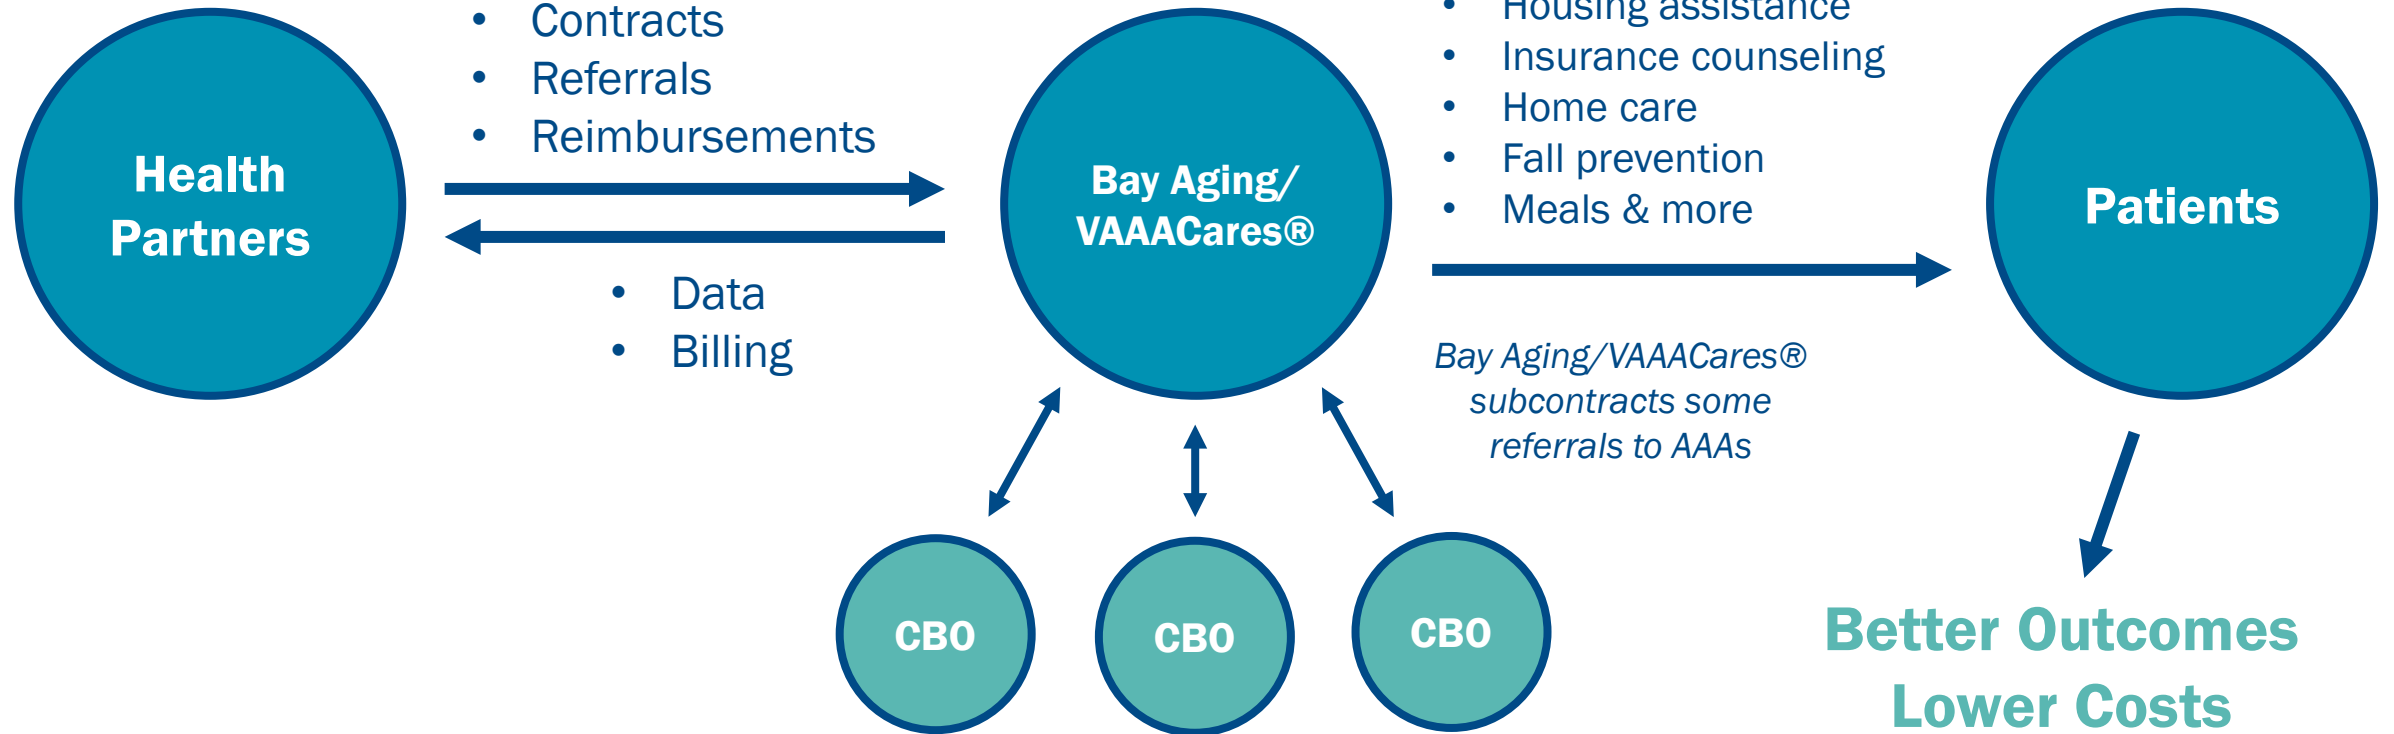 Health
Partners
• Contracts
• Referrals
• Reimbursements
• Data
• Billing
Bay Aging/
VAAACares®
• Housing assistance
• Insurance counseling
• Home care
• Fall prevention
• Meals & more
Bay Aging/VAAACares®
subcontracts some
referrals to AAAs
Patients
CBO
CBO
CBO
Better Outcomes
Lower Costs